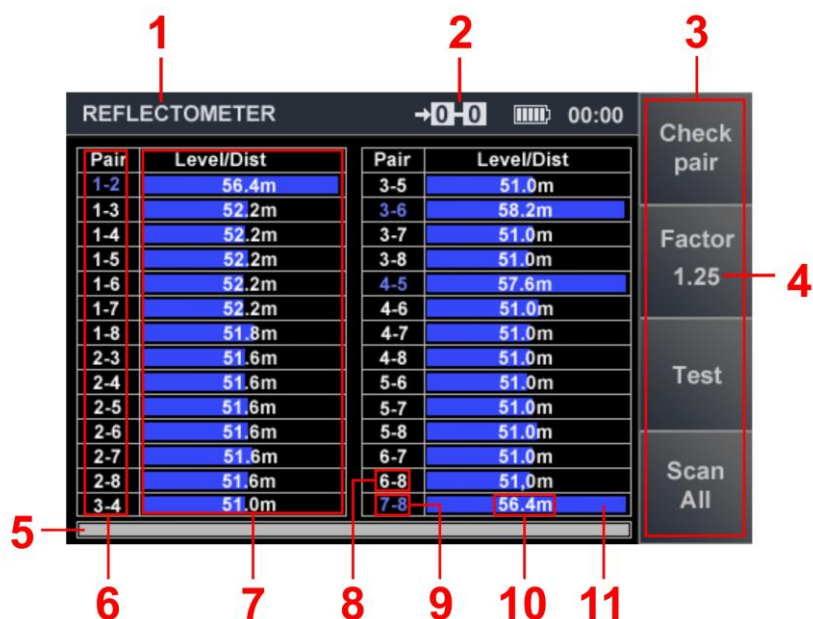 1 2 3
REFLECTOMETER →0-0 00:00
Check
pair
Factor
1.25
4
Test
Scan
All
Pair Level/Dist
1-2 56.4m
1-3 52.2m
1-4 52.2m
1-5 52.2m
1-6 52.2m
1-7 52.2m
1-8 51.8m
2-3 51.6m
2-4 51.6m
2-5 51.6m
2-6 51.6m
2-7 51.6m
2-8 51.6m
3-4 51.0m
Pair Level/Dist
3-5 51.0m
3-6 58.2m
3-7 51.0m
3-8 51.0m
4-5 57.6m
4-6 51.0m
4-7 51.0m
4-8 51.0m
5-6 51.0m
5-7 51.0m
5-8 51.0m
6-7 51.0m
6-8 51,0m
7-8 56.4m
5
6 7 8 9 10 11